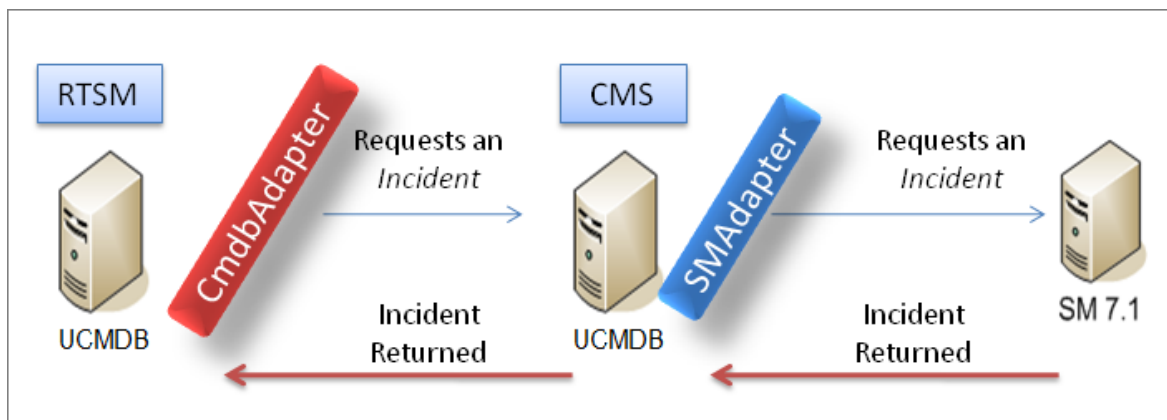 RTSM
CMS
CmdbAdapter
SMAdapter
Requests an
Incident
Requests an
Incident
UCMDB
UCMDB
SM 7.1
Incident
Returned
Incident
Returned